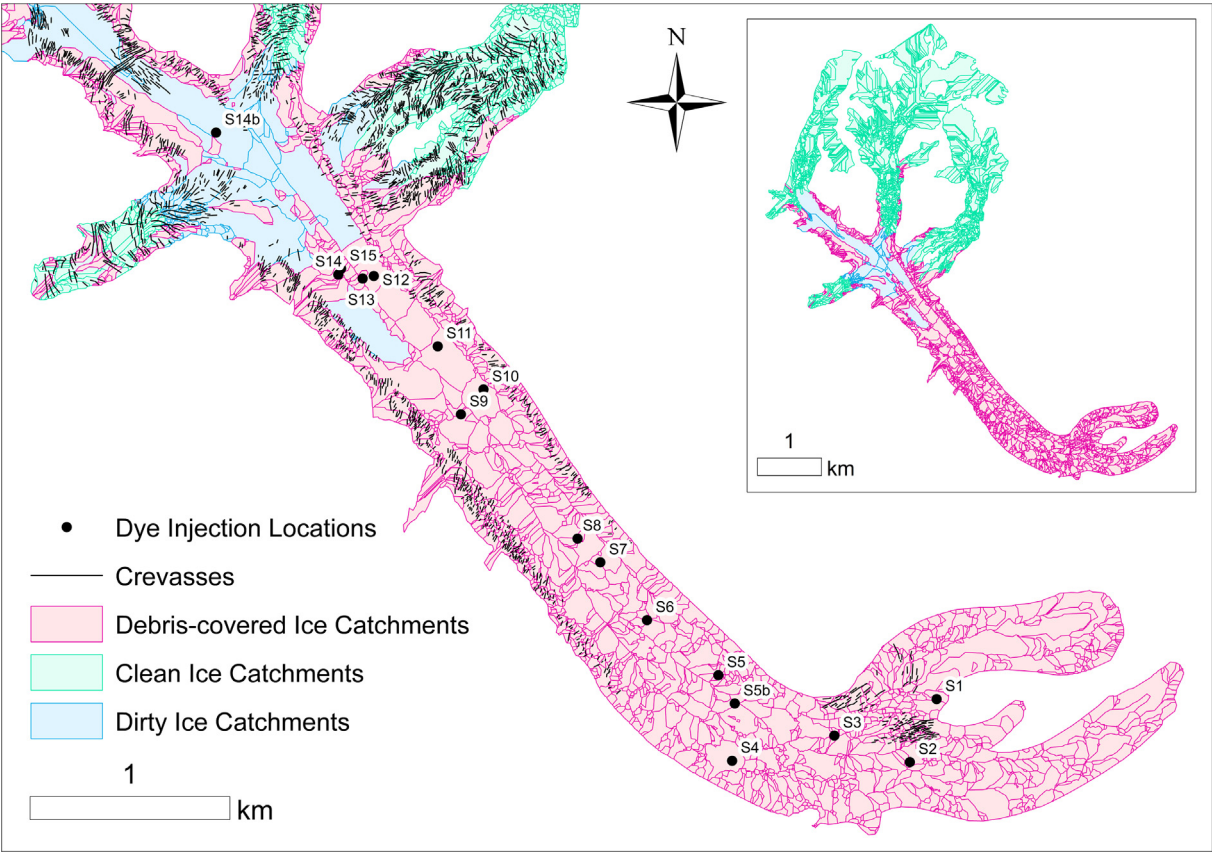 N
S14b
S15
S14
S12
S13
S11
S10
S9
1
km
Dye Injection Locations
Crevasses
Debris-covered Ice Catchments
Clean Ice Catchments
Dirty Ice Catchments
1
km
S8
S7
S6
S5
S5b
S1
S3
S4
S2